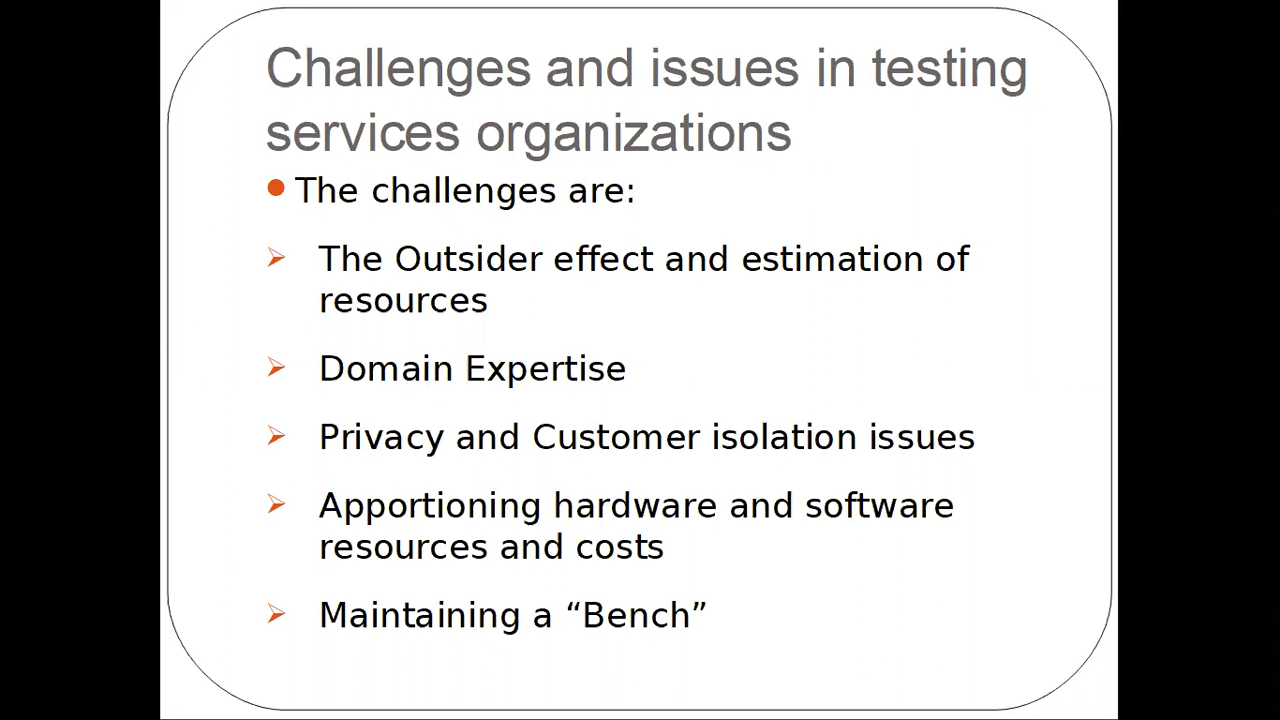 Challenges and issues in testing
services organizations
The challenges are:
The Outsider effect and estimation of
resources
Domain Expertise
Privacy and Customer isolation issues
Apportioning hardware and software
resources and costs
Maintaining a “Bench”